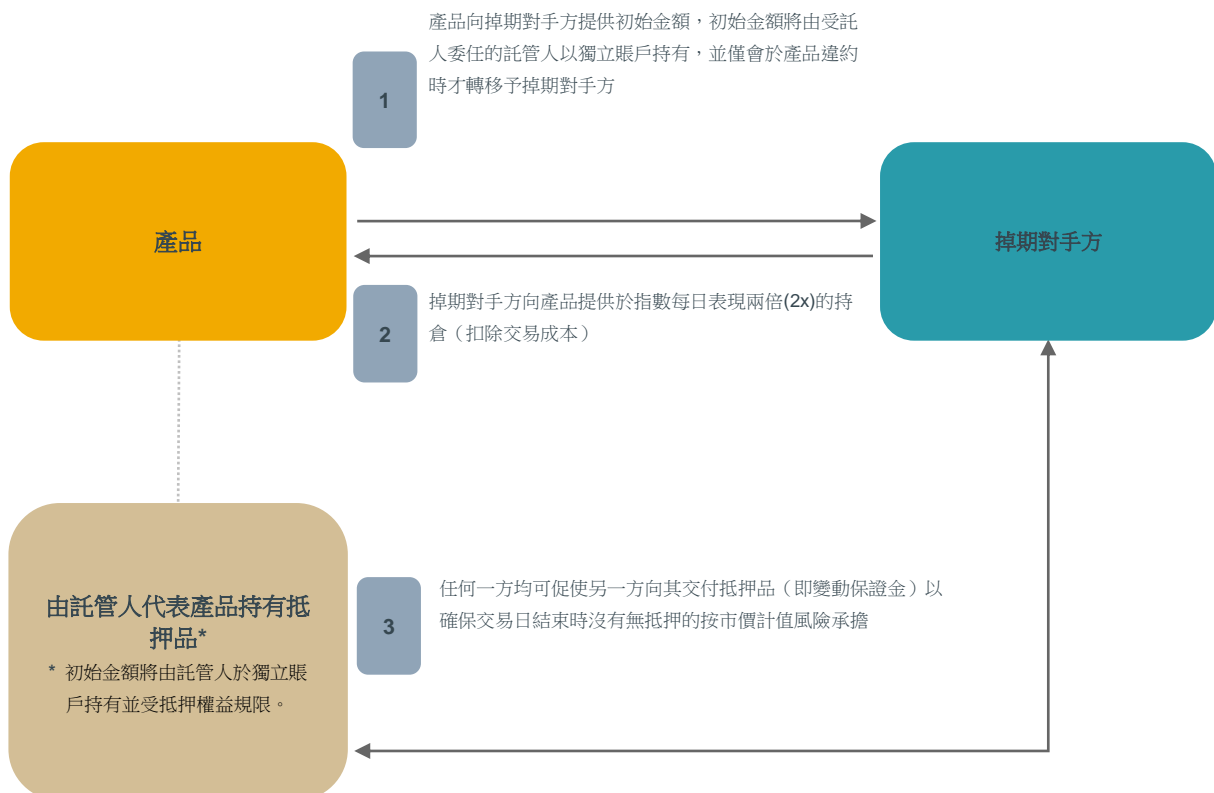 產品向掉期對手方提供初始金額，初始金額將由受託
人委任的託管人以獨立賬戶持有，並僅會於產品違約
時才轉移予掉期對手方
1
產品
掉期對手方
2
掉期對手方向產品提供於指數每日表現兩倍(2x)的持
倉（扣除交易成本）
由託管人代表產品持有抵
押品*
* 初始金額將由託管人於獨立賬
戶持有並受抵押權益規限。
3
任何一方均可促使另一方向其交付抵押品（即變動保證金）以
確保交易日結束時沒有無抵押的按市價計值風險承擔